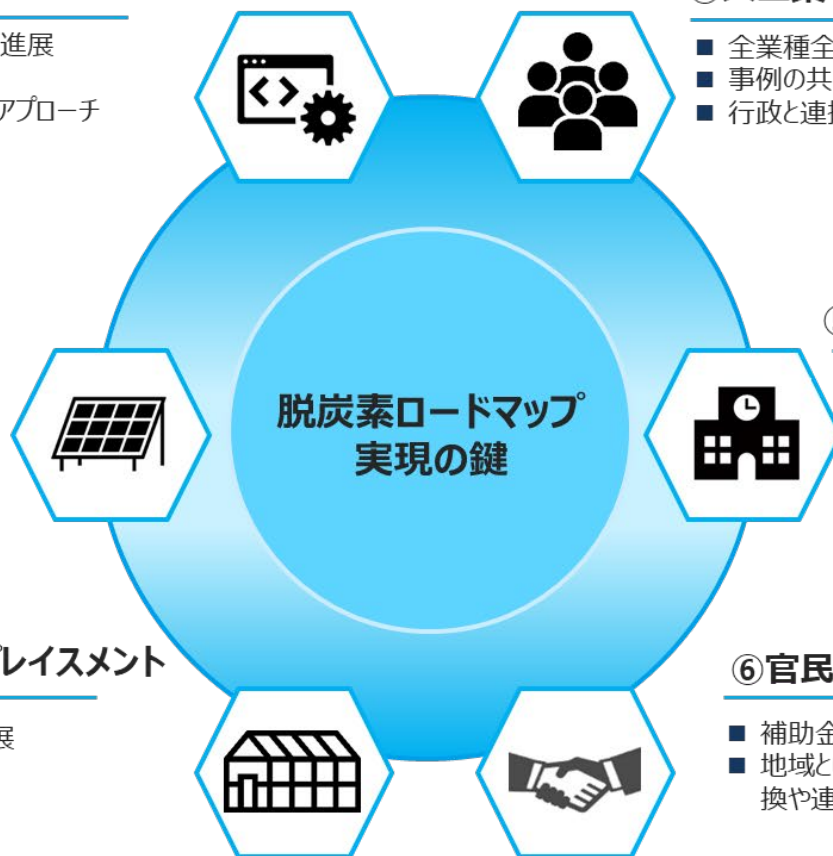 進展
アプローチ
全業種全
事例の共
行政と連
脱炭素ロードマップ
実現の鍵
レイスメント
展
⑥官民
補助金
地域と
換や連